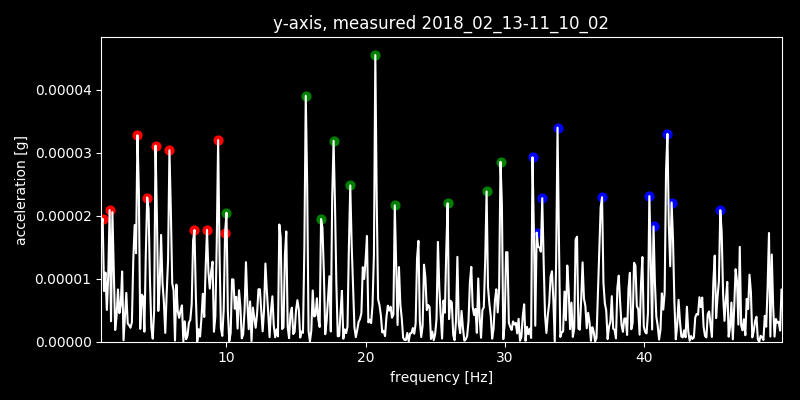 y-axis, measured 2018_02_13-11_10_02
acceleration [g]
0.00004
0.00003
0.00002
0.00001
0.00000
10 20 30 40
frequency [Hz]